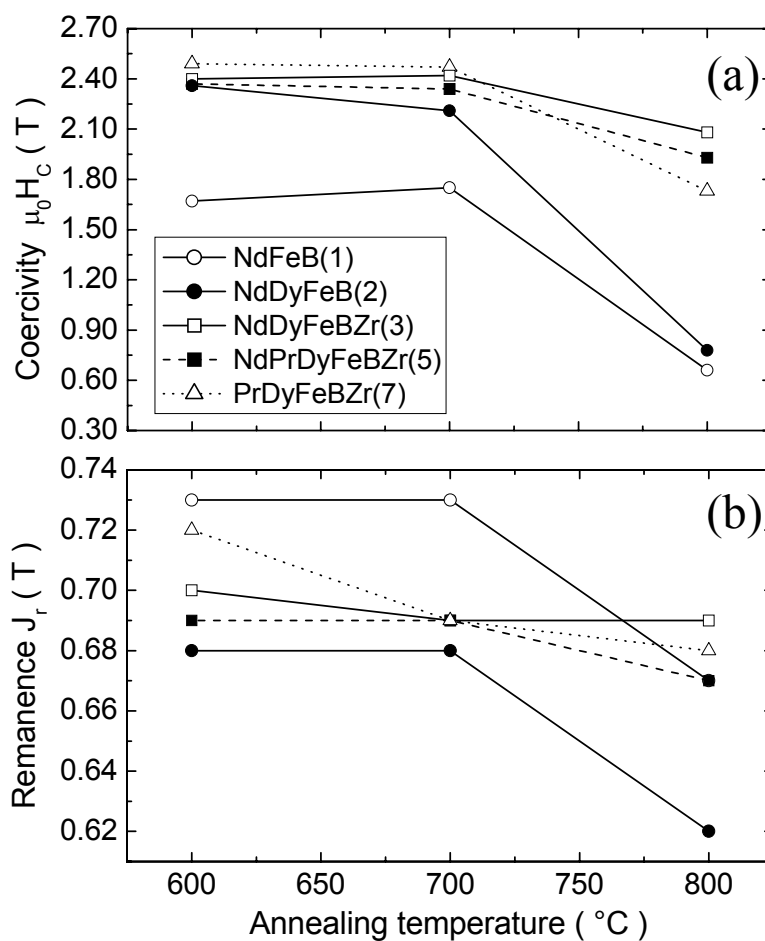 2.70
2.40
2.10
1.80
1.50
1.20
0.90
0.60
0.30
Coercivity μ₀H_C ( T )
(a)
NdFeB(1)
NdDyFeB(2)
NdDyFeBZr(3)
NdPrDyFeBZr(5)
PrDyFeBZr(7)
0.74
0.72
0.70
0.68
0.66
0.64
0.62
Remanence J_r ( T )
(b)
600 650 700 750 800
Annealing temperature ( °C )